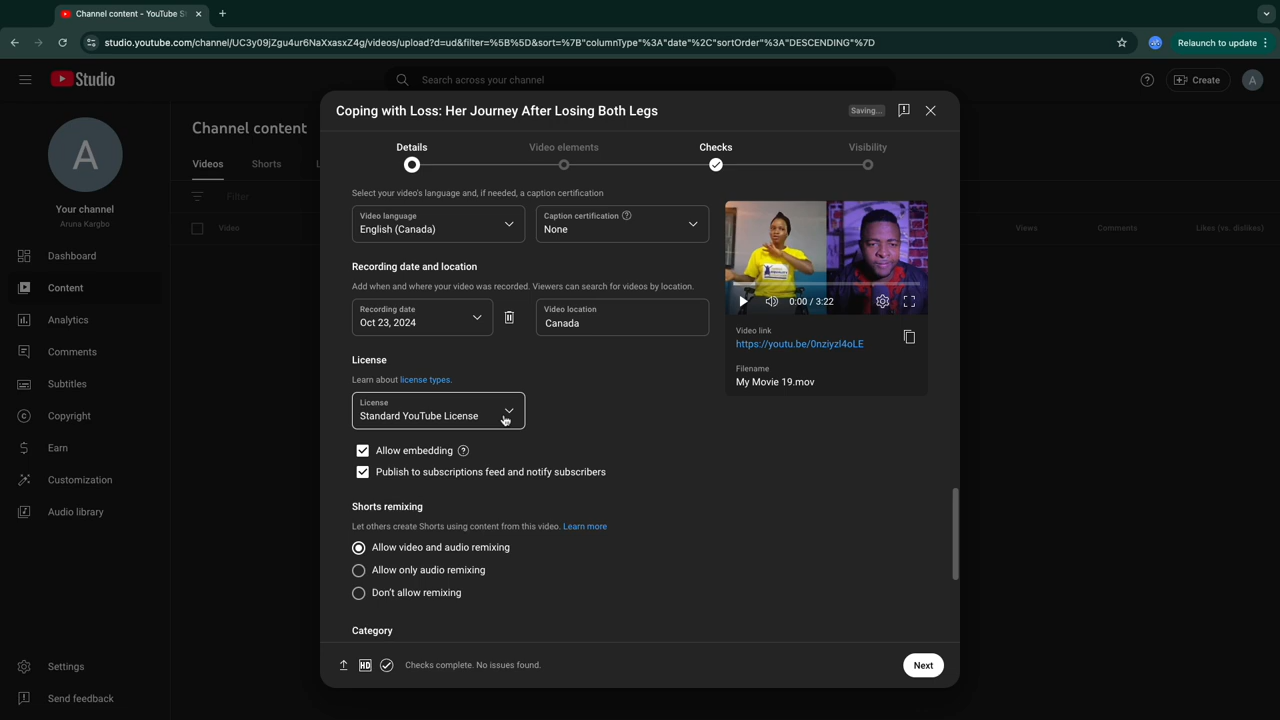 Channel content - YouTube S
studio.youtube.com/channel/UC3y09jZgu4ur6NaXxasxZ4g/videos/upload?d=ud&filter=%5B%5D&sort=%7B"columnType"%3A"date"%2C"sortOrder"%3A"DESCENDING"%7D
Relaunch to update
Studio
Search across your channel
Create
A
A
Your channel
Aruna Kargbo
Dashboard
Content
Analytics
Comments
Subtitles
Copyright
Earn
Customization
Audio library
Settings
Send feedback
Channel content
Videos
Shorts
L
Filter
Video
Views
Comments
Likes (vs. dislikes)
Coping with Loss: Her Journey After Losing Both Legs
Saving...
Details
Video elements
Checks
Visibility
Select your video's language and, if needed, a caption certification
Video language
English (Canada)
Caption certification
None
Recording date and location
Add when and where your video was recorded. Viewers can search for videos by location.
Recording date
Oct 23, 2024
Video location
Canada
License
Learn about license types.
License
Standard YouTube License
Allow embedding
Publish to subscriptions feed and notify subscribers
Shorts remixing
Let others create Shorts using content from this video. Learn more
Allow video and audio remixing
Allow only audio remixing
Don't allow remixing
Category
0:00 / 3:22
Video link
https://youtu.be/0nziyzl4oLE
Filename
My Movie 19.mov
HD
Checks complete. No issues found.
Next